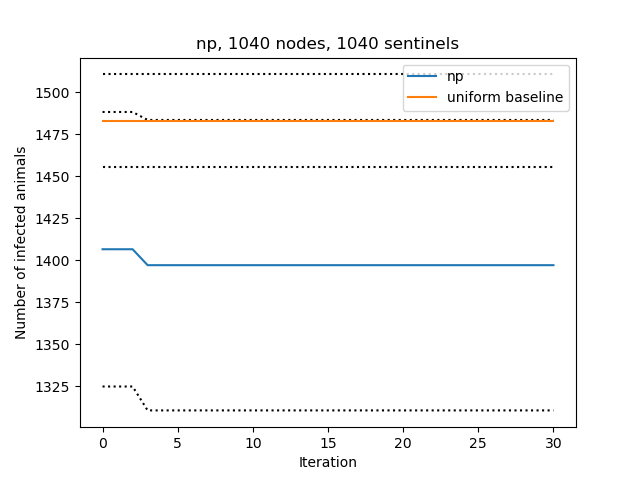 np, 1040 nodes, 1040 sentinels
np
uniform baseline
Number of infected animals
1500
1475
1450
1425
1400
1375
1350
1325
0 5 10 15 20 25 30
Iteration